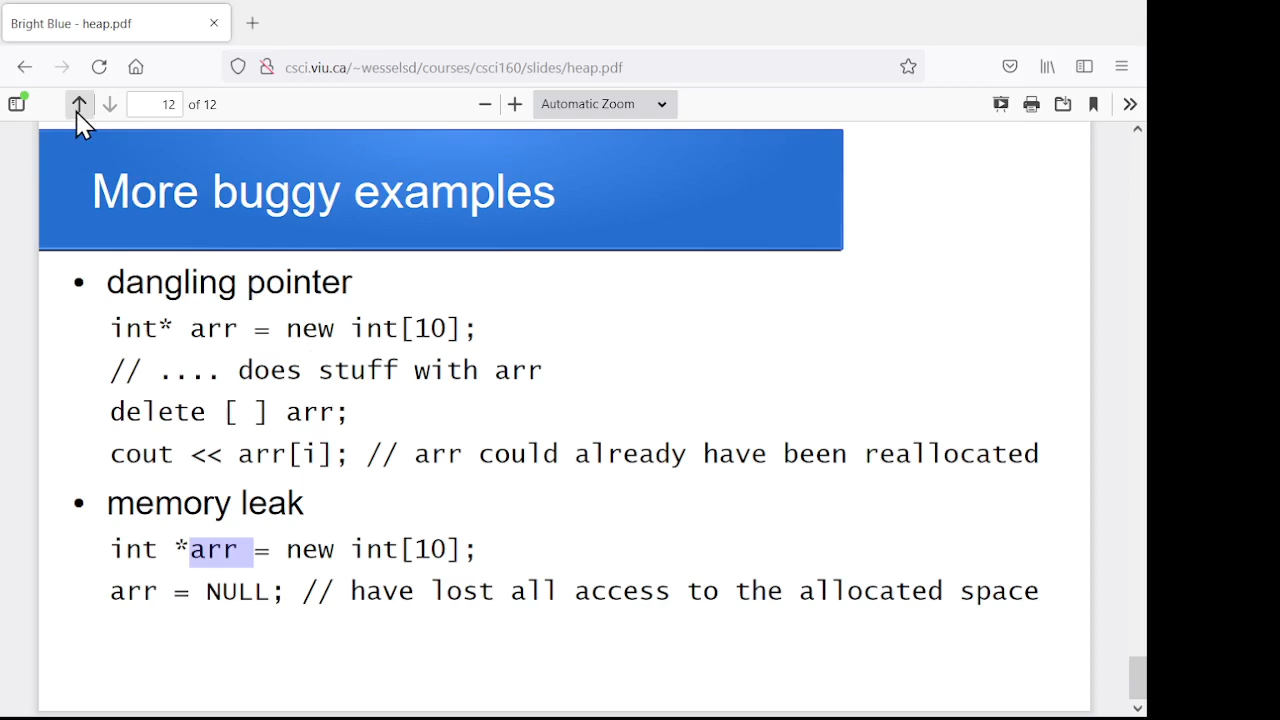 Bright Blue - heap.pdf
csci.viu.ca/~wesselsd/courses/csci160/slides/heap.pdf
12 of 12
Automatic Zoom
More buggy examples
• dangling pointer
int* arr = new int[10];
// .... does stuff with arr
delete [ ] arr;
cout << arr[i]; // arr could already have been reallocated
• memory leak
int *arr = new int[10];
arr = NULL; // have lost all access to the allocated space